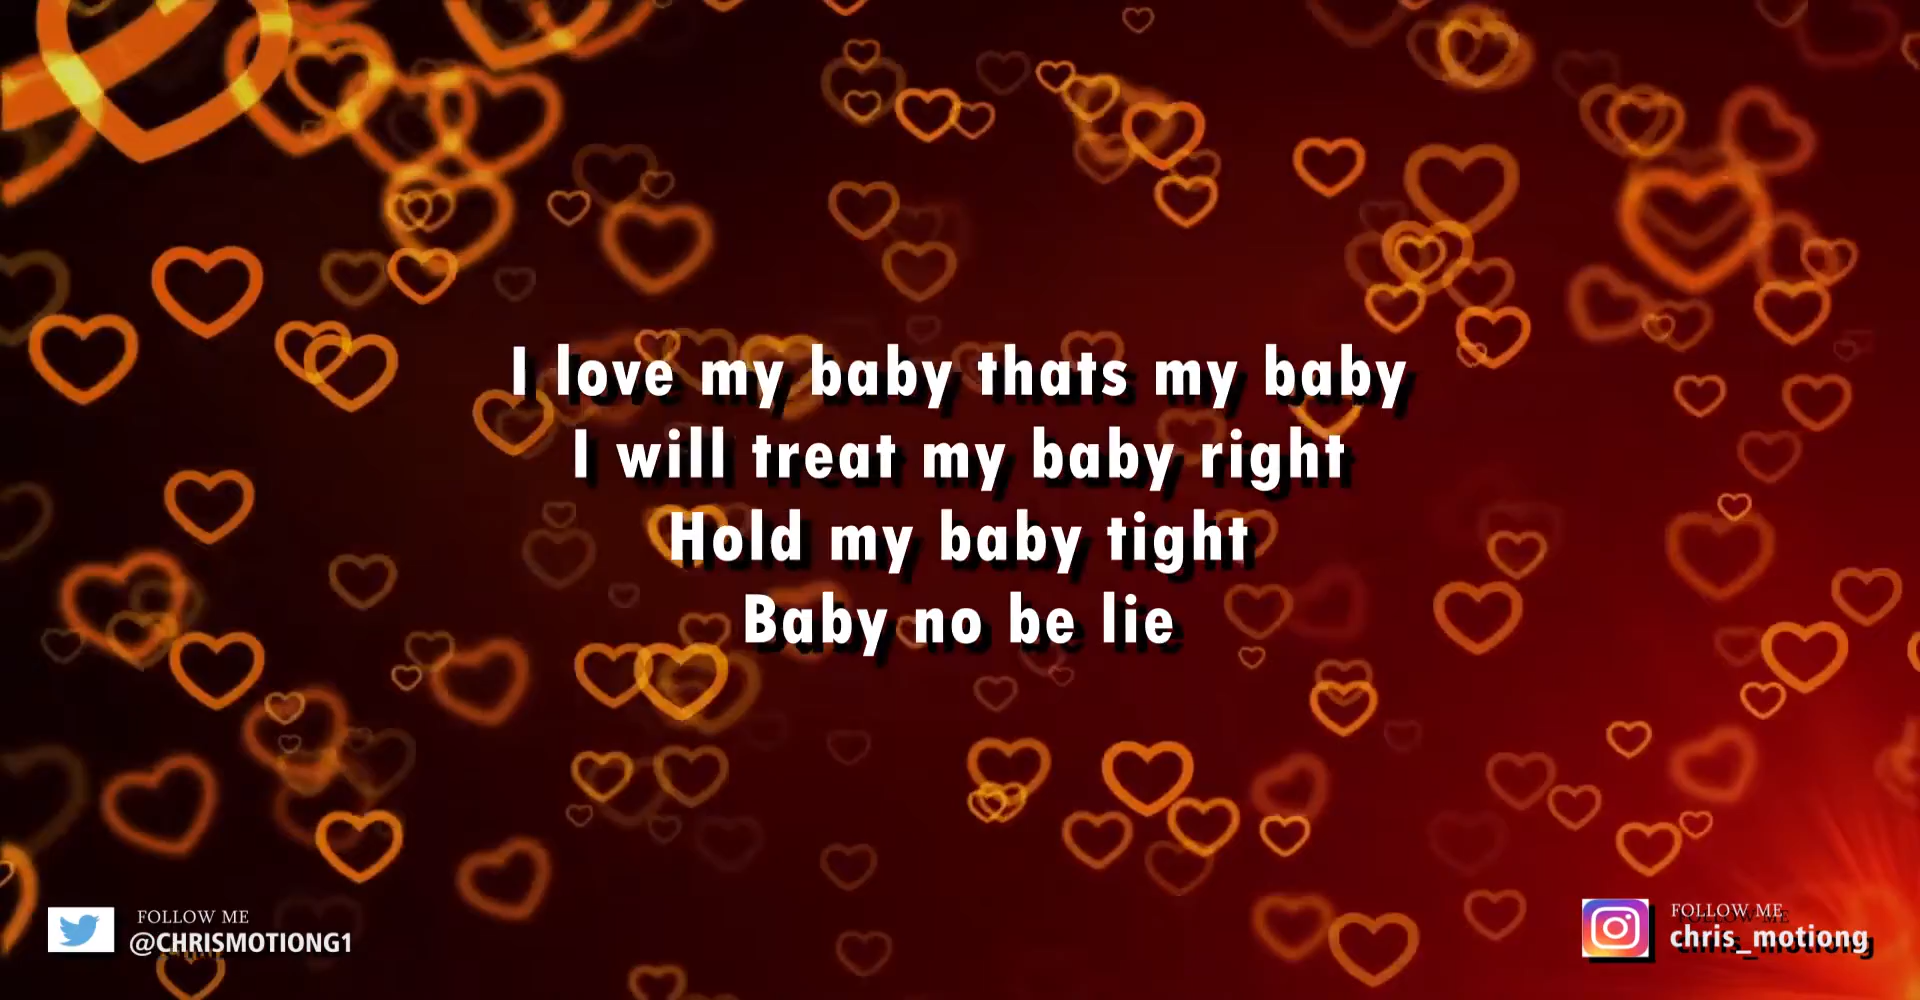 I love my baby thats my baby
I will treat my baby right
Hold my baby tight
Baby no be lie
FOLLOW ME
@CHRISMOTIONG1
FOLLOW ME
chris_motiong